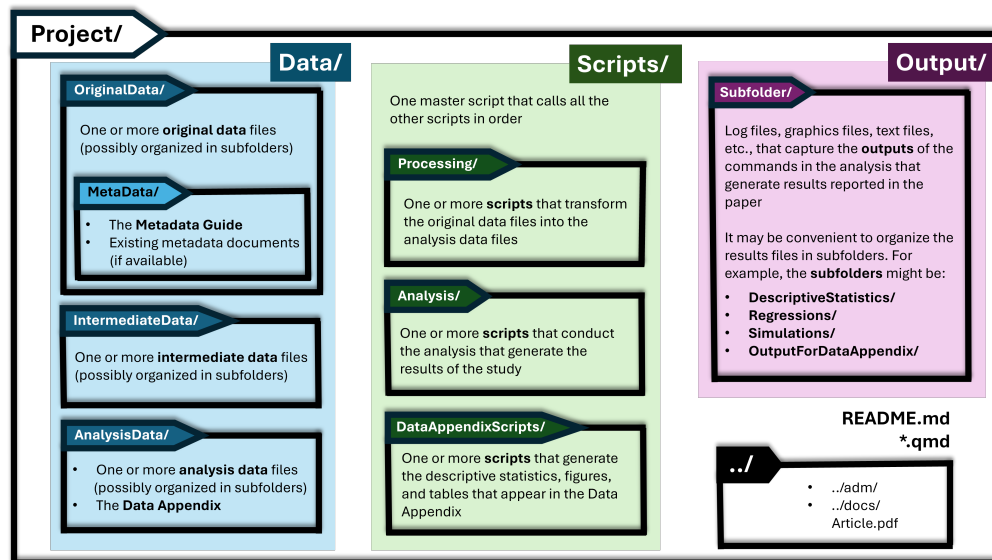 Project/
Data/
OriginalData/
One or more original data files
(possibly organized in subfolders)
MetaData/
• The Metadata Guide
• Existing metadata documents
(if available)
IntermediateData/
One or more intermediate data files
(possibly organized in subfolders)
AnalysisData/
• One or more analysis data files
(possibly organized in subfolders)
• The Data Appendix
Scripts/
One master script that calls all the
other scripts in order
Processing/
One or more scripts that transform
the original data files into the
analysis data files
Analysis/
One or more scripts that conduct
the analysis that generate the
results of the study
DataAppendixScripts/
One or more scripts that generate
the descriptive statistics, figures,
and tables that appear in the Data
Appendix
Output/
Subfolder/
Log files, graphics files, text files,
etc., that capture the outputs of the
commands in the analysis that
generate results reported in the
paper
It may be convenient to organize the
results files in subfolders. For
example, the subfolders might be:
• DescriptiveStatistics/
• Regressions/
• Simulations/
• OutputForDataAppendix/
README.md
*.qmd
../
• ../adm/
• ../docs/
Article.pdf